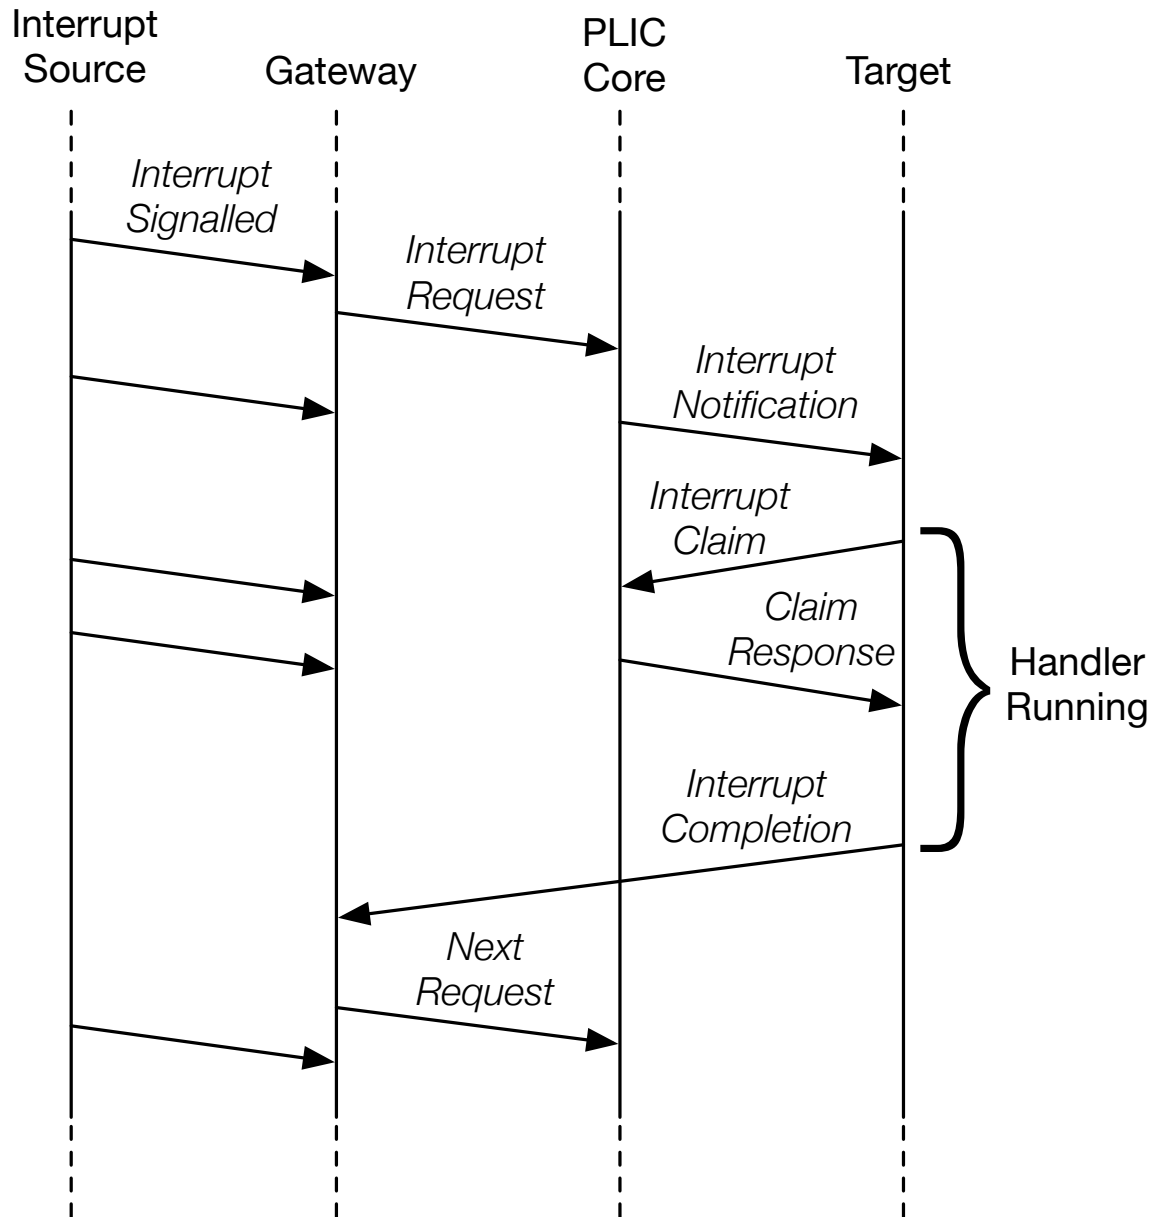 Interrupt
Source
Gateway
PLIC
Core
Target
Interrupt
Signalled
Interrupt
Request
Interrupt
Notification
Interrupt
Claim
Claim
Response
Handler
Running
Interrupt
Completion
Next
Request